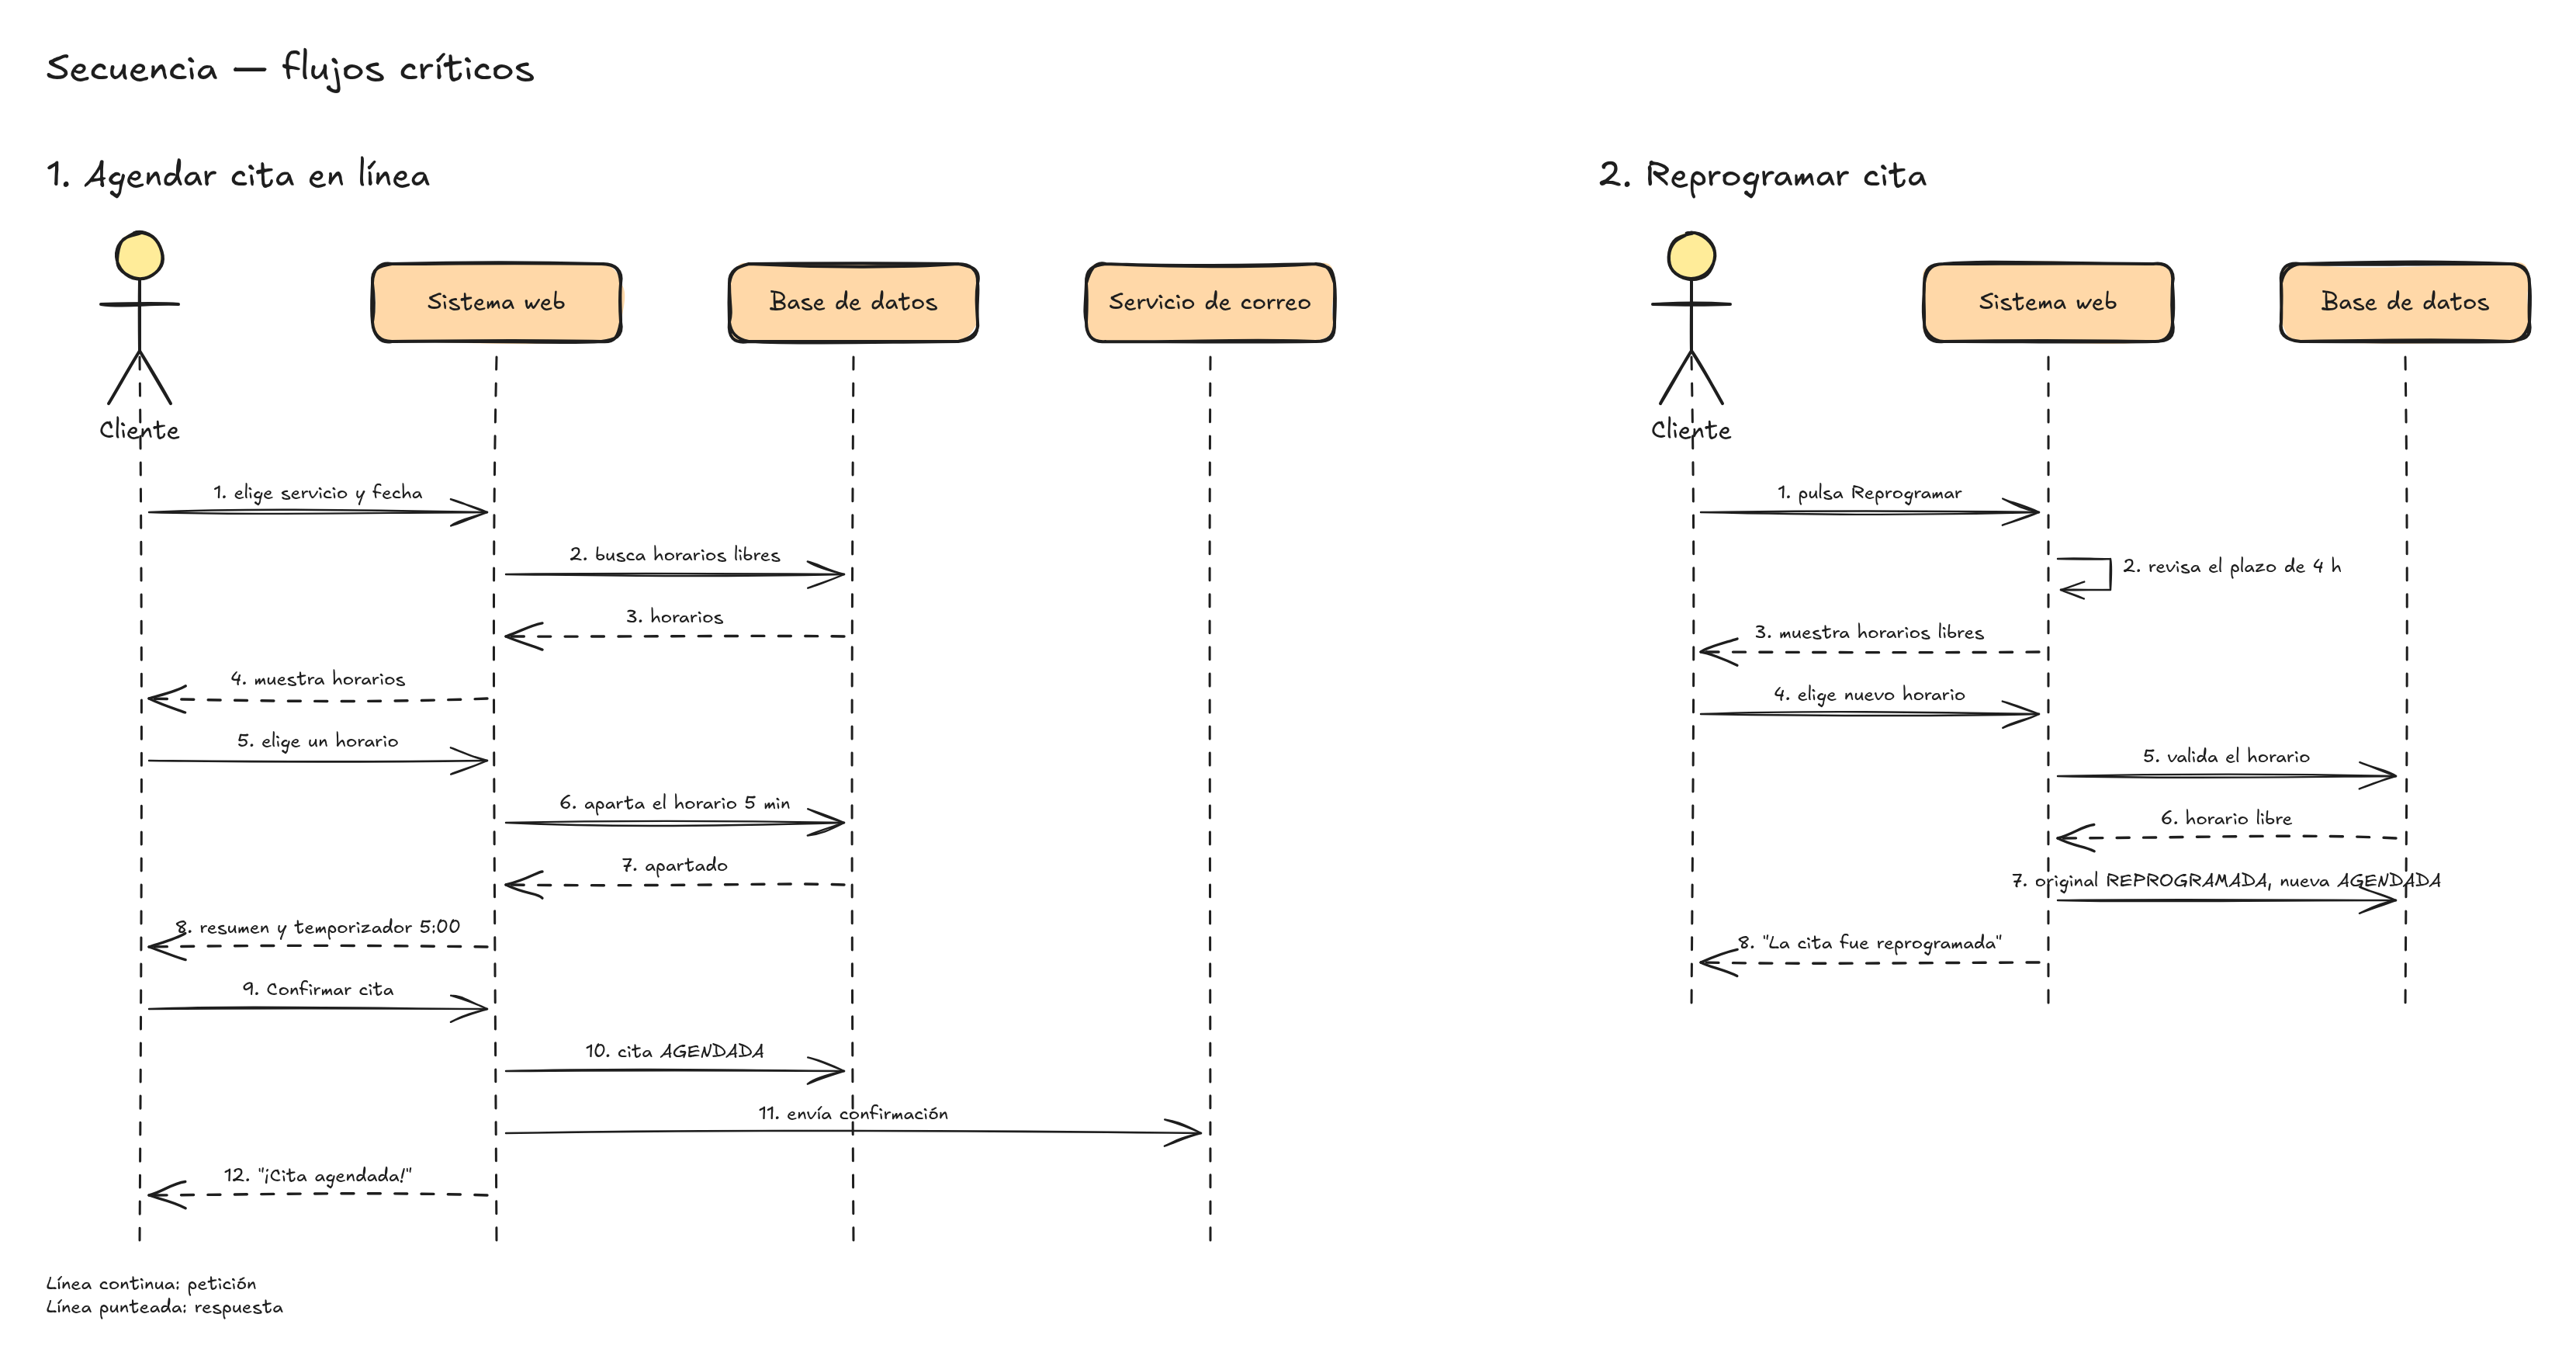 Secuencia — flujos críticos
1. Agendar cita en línea
Sistema web
Base de datos
Servicio de correo
Cliente
1. elige servicio y fecha
2. busca horarios libres
3. horarios
4. muestra horarios
5. elige un horario
6. aparta el horario 5 min
7. apartado
8. resumen y temporizador 5:00
9. Confirmar cita
10. cita AGENDADA
11. envía confirmación
12. "¡Cita agendada!"
Línea continua: petición
Línea punteada: respuesta
2. Reprogramar cita
Sistema web
Base de datos
Cliente
1. pulsa Reprogramar
2. revisa el plazo de 4 h
3. muestra horarios libres
4. elige nuevo horario
5. valida el horario
6. horario libre
7. original REPROGRAMADA, nueva AGENDADA
8. "La cita fue reprogramada"